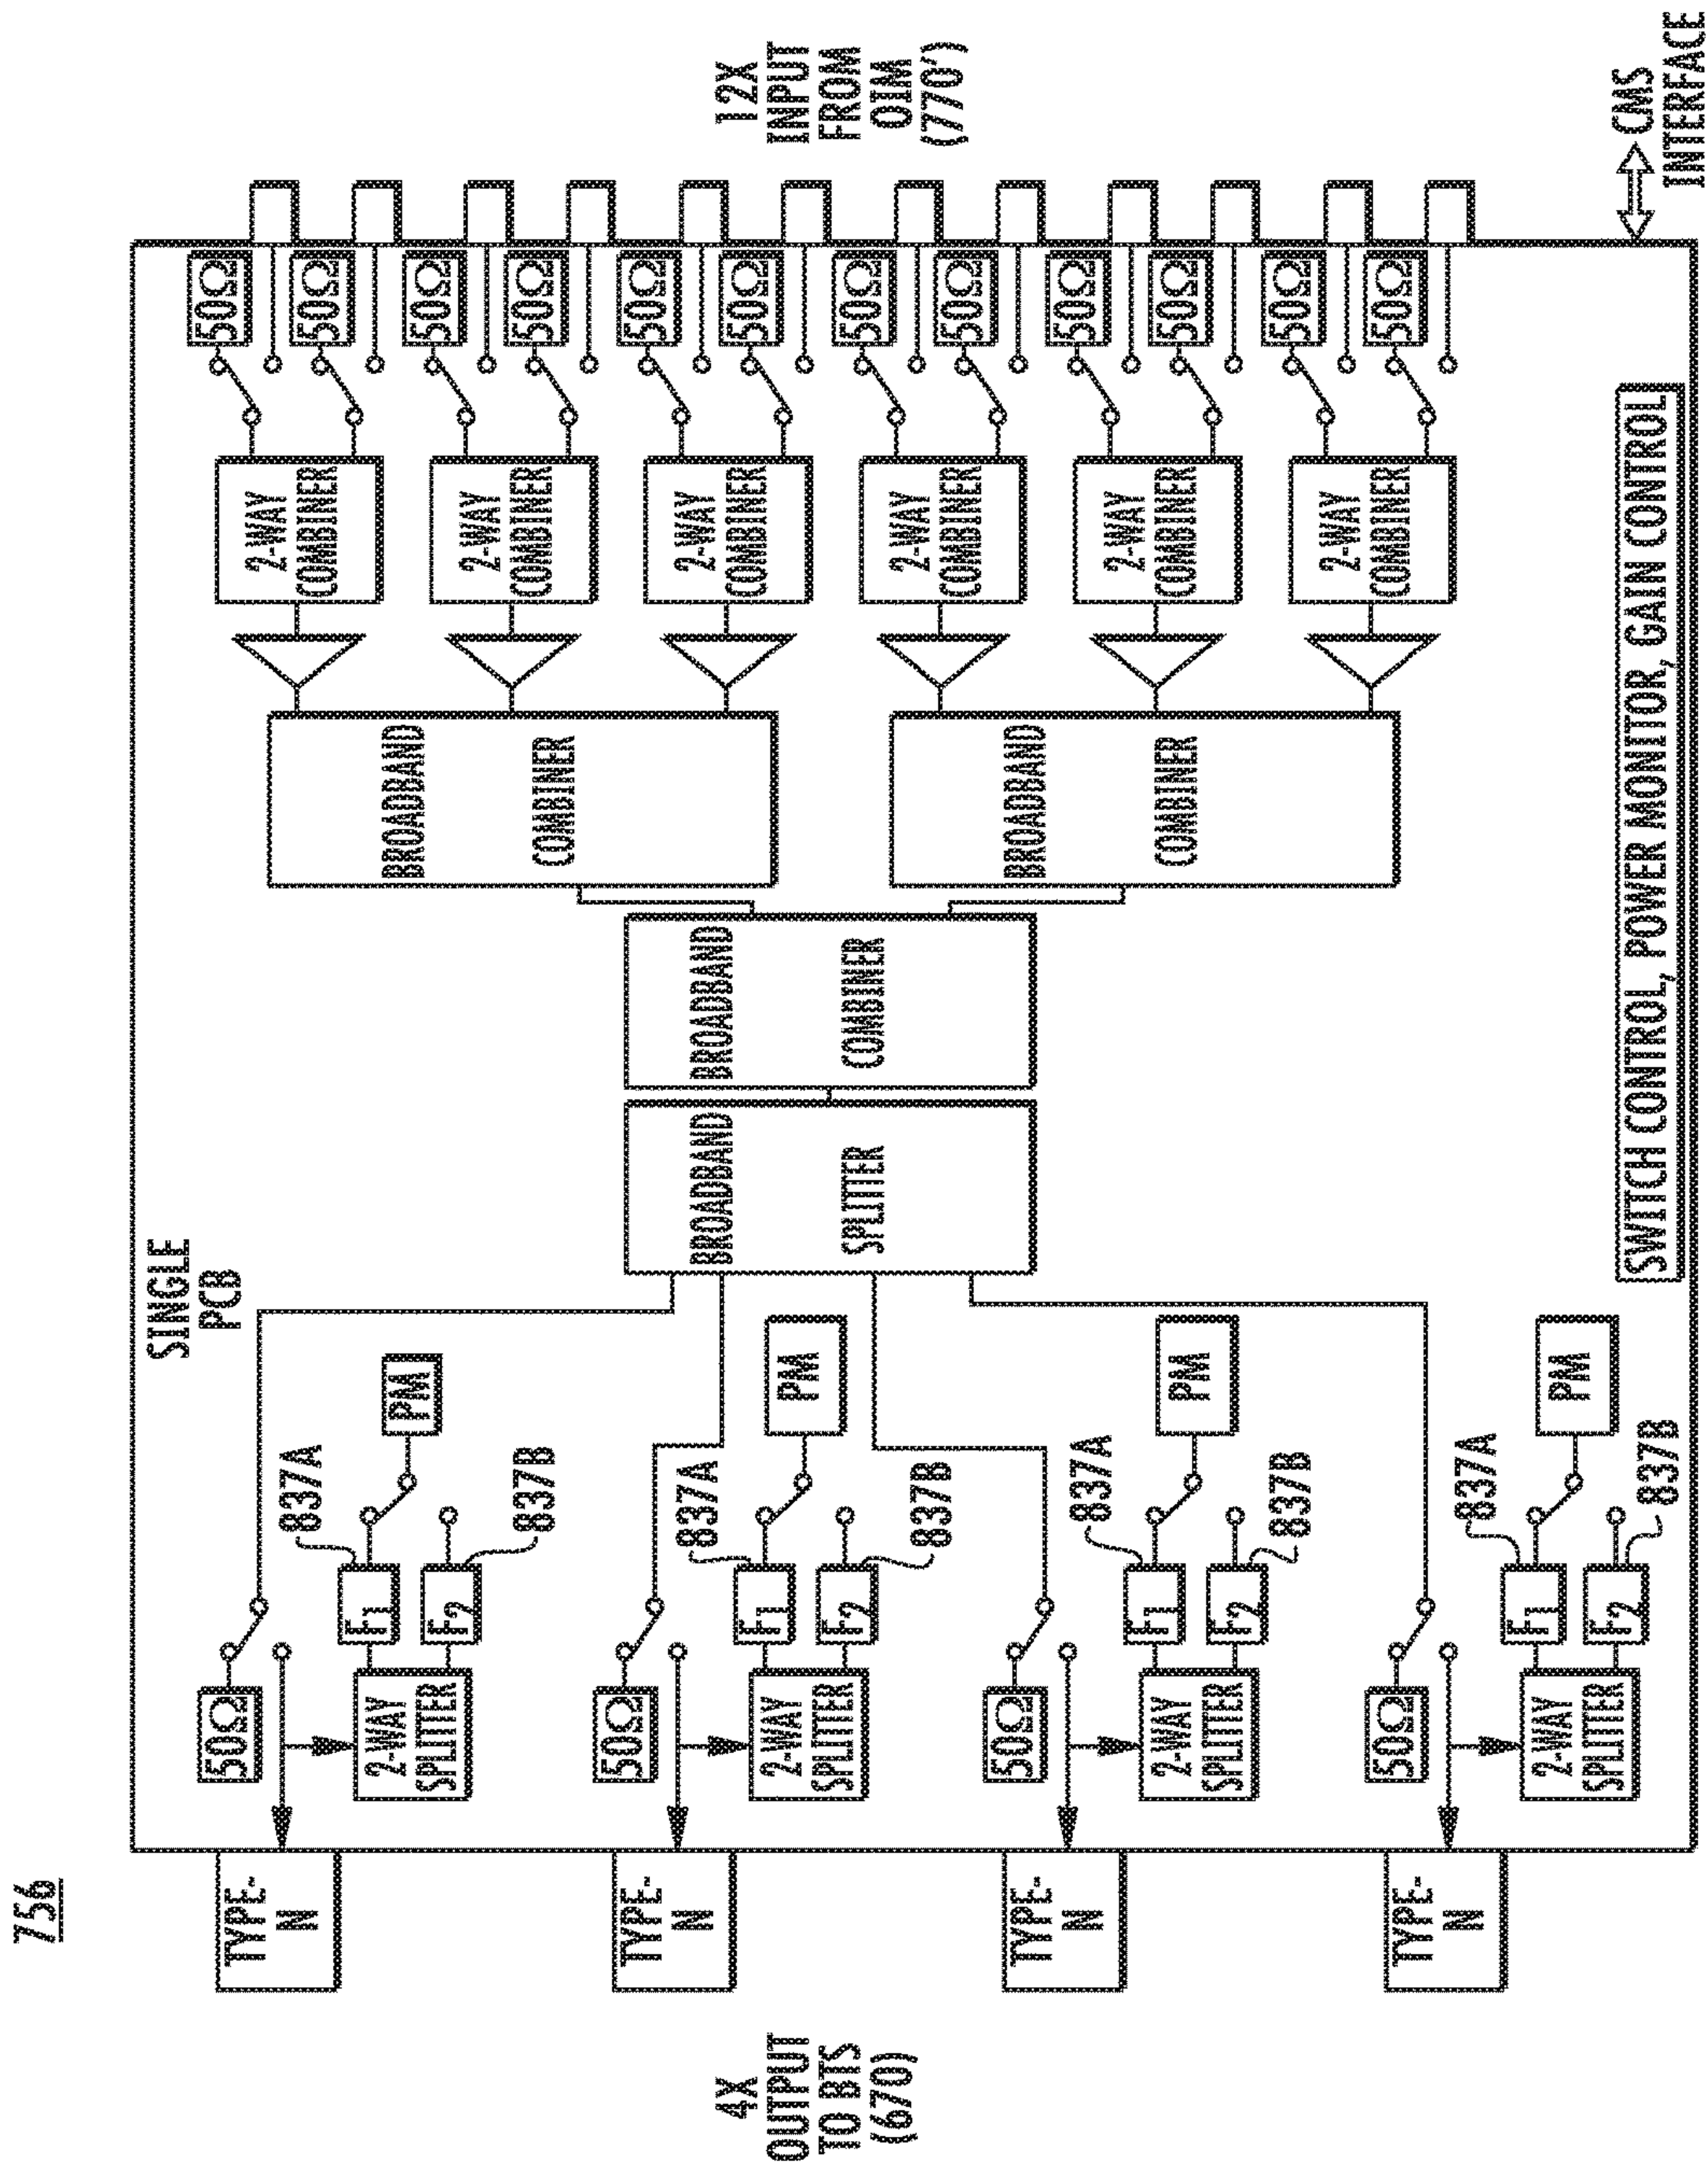 756
4X
OUTPUT
TO BTS
(670)
TYPE-
N
TYPE-
N
TYPE-
N
TYPE-
N
SINGLE
PCB
50Ω
2-WAY
SPLITTER
F1
F2
837A
837B
PM
50Ω
2-WAY
SPLITTER
F1
F2
837A
837B
PM
50Ω
2-WAY
SPLITTER
F1
F2
837A
837B
PM
50Ω
2-WAY
SPLITTER
F1
F2
837A
837B
PM
BROADBAND
SPLITTER
BROADBAND
COMBINER
BROADBAND
COMBINER
BROADBAND
COMBINER
2-WAY
COMBINER
2-WAY
COMBINER
2-WAY
COMBINER
2-WAY
COMBINER
2-WAY
COMBINER
2-WAY
COMBINER
50Ω
50Ω
50Ω
50Ω
50Ω
50Ω
50Ω
50Ω
50Ω
50Ω
50Ω
50Ω
12X
INPUT
FROM
OIM
(770')
SWITCH CONTROL, POWER MONITOR, GAIN CONTROL
CMS
INTERFACE